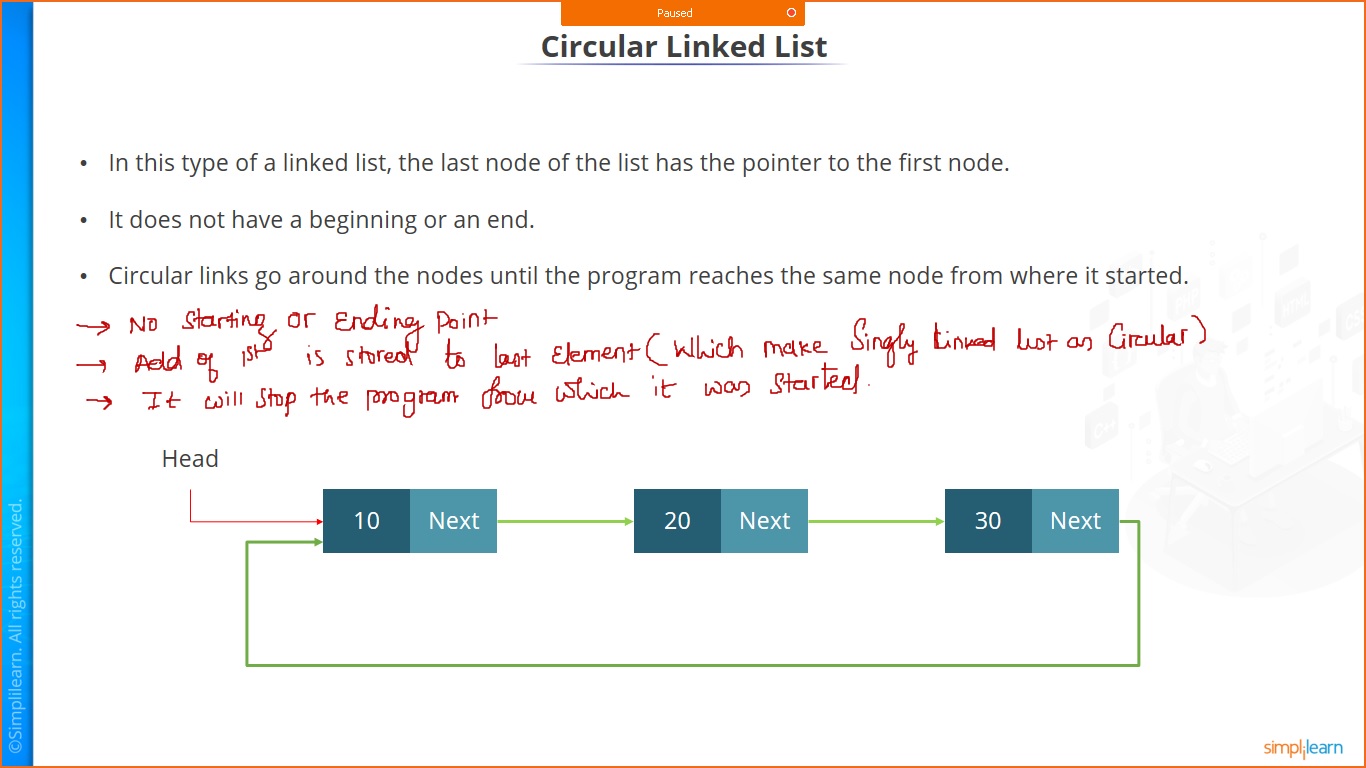 Paused
Circular Linked List
• In this type of a linked list, the last node of the list has the pointer to the first node.
• It does not have a beginning or an end.
• Circular links go around the nodes until the program reaches the same node from where it started.
→ No Starting or Ending Point
→ Add of 1st is stored to last Element (which make Singly Linked list as Circular)
→ It will stop the program from which it was started.
Head
10 Next 20 Next 30 Next
©Simplilearn. All rights reserved.
simplilearn